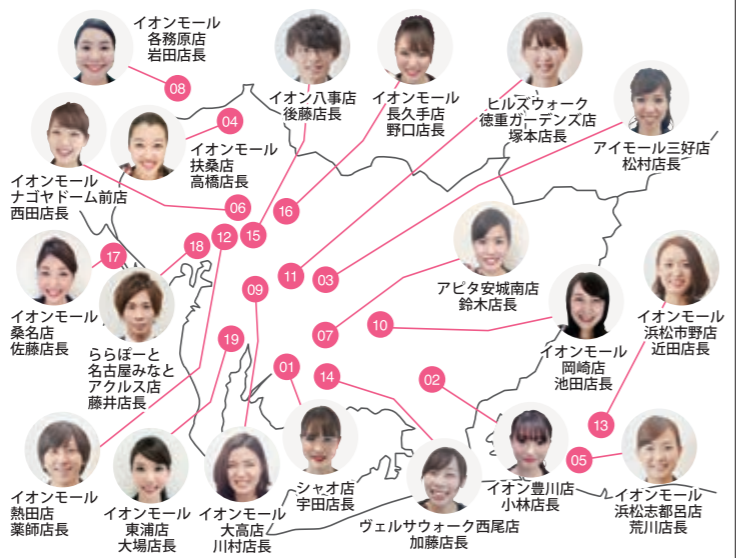 イオンモール
各務原店
岩田店長
08
04
イオンモール
扶桑店
高橋店長
イオン八事店
後藤店長
イオンモール
長久手店
野口店長
ヒルズウォーク
徳重ガーデンズ店
塚本店長
アイモール三好店
松村店長
イオンモール
ナゴヤドーム前店
西田店長
06
16
12
15
18
17
11
03
09
イオンモール
桑名店
佐藤店長
ららぽーと
名古屋みなと
アクルス店
藤井店長
19
07
10
アピタ安城南店
鈴木店長
イオンモール
岡崎店
池田店長
イオンモール
浜松市野店
近田店長
01
14
02
13
05
イオンモール
熱田店
薬師店長
イオンモール
東浦店
大場店長
イオンモール
大高店
川村店長
シャオ店
宇田店長
ヴェルサウォーク西尾店
加藤店長
イオン豊川店
小林店長
イオンモール
浜松志都呂店
荒川店長